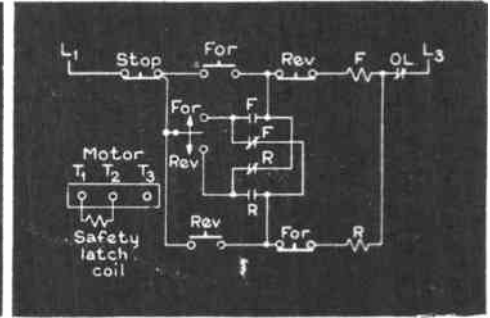 L1 Stop For Rev F OL L3
For F
F
Rev R
R
Motor
T1 T2 T3
Safety
latch
coil
Rev For R